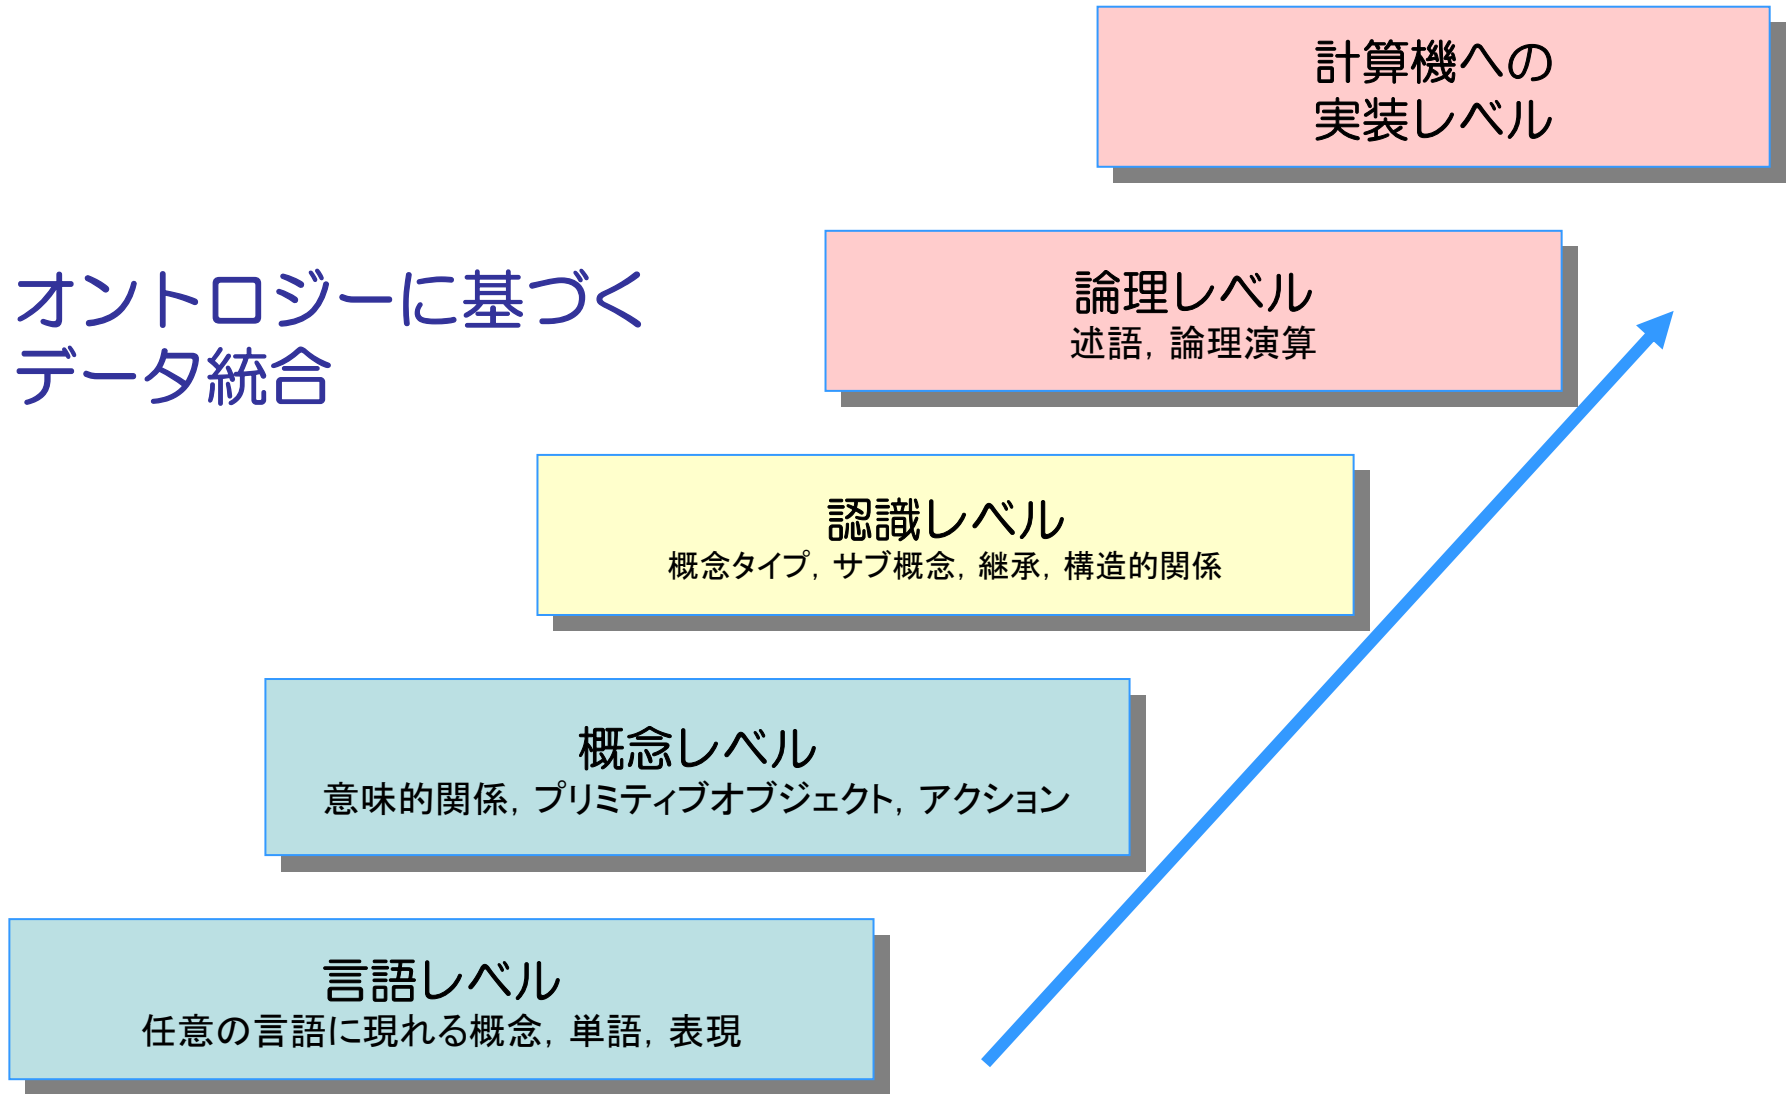 計算機への
実装レベル
オントロジーに基づく
データ統合
論理レベル
述語, 論理演算
認識レベル
概念タイプ, サブ概念, 継承, 構造的関係
概念レベル
意味的関係, プリミティブオブジェクト, アクション
言語レベル
任意の言語に現れる概念, 単語, 表現